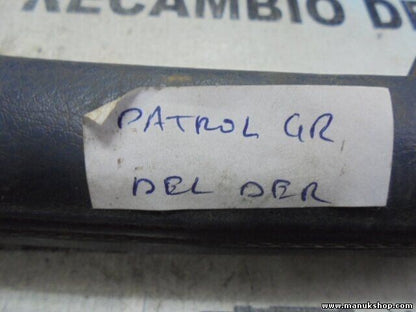 RECAMBIO DE
PATROL GR
DEL DER
www.manukshop.com